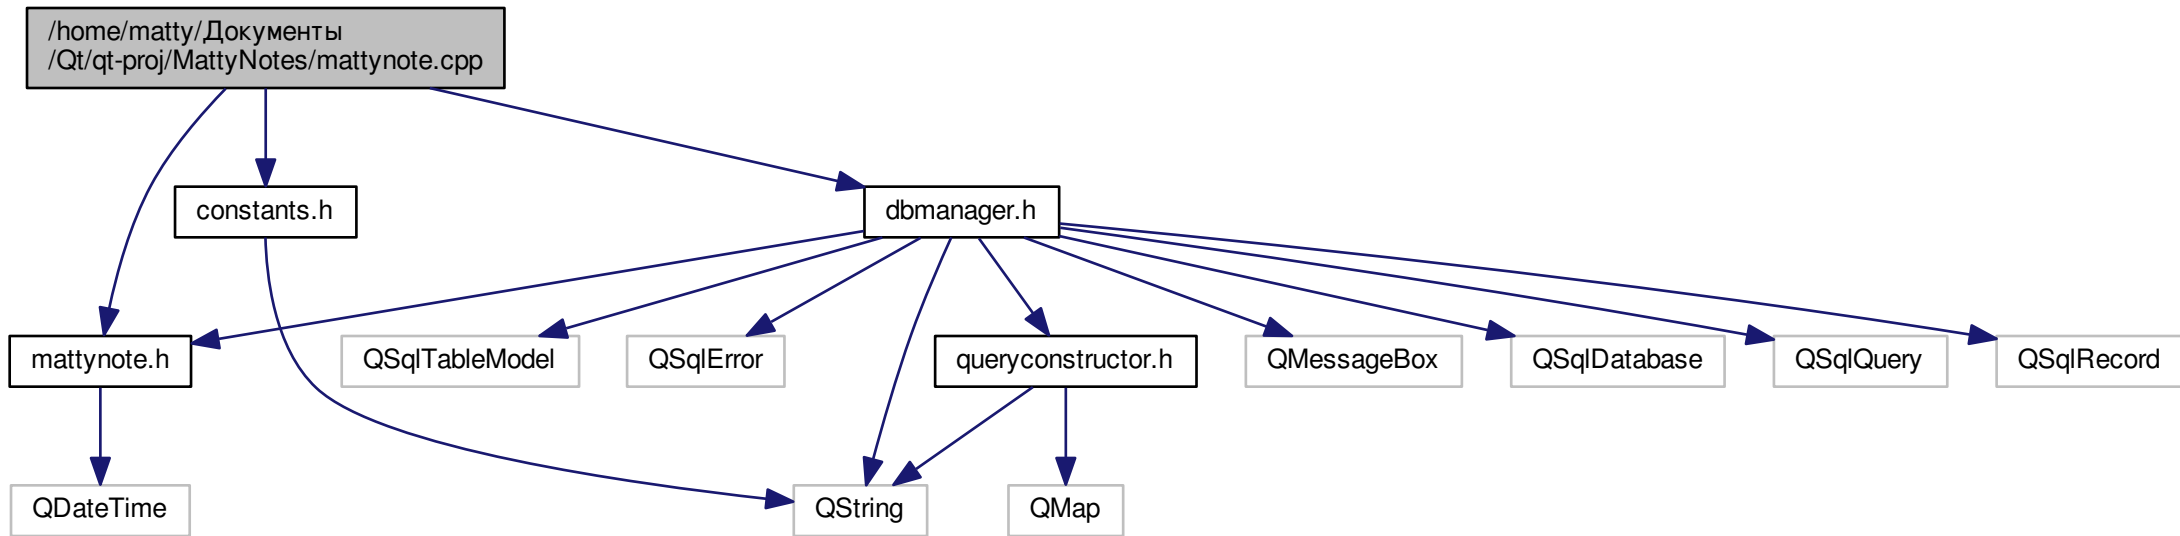 /home/matty/Документы
/Qt/qt-proj/MattyNotes/mattynote.cpp
constants.h
dbmanager.h
mattynote.h
QSqlTableModel
QSqlError
queryconstructor.h
QMessageBox
QSqlDatabase
QSqlQuery
QSqlRecord
QDateTime
QString
QMap